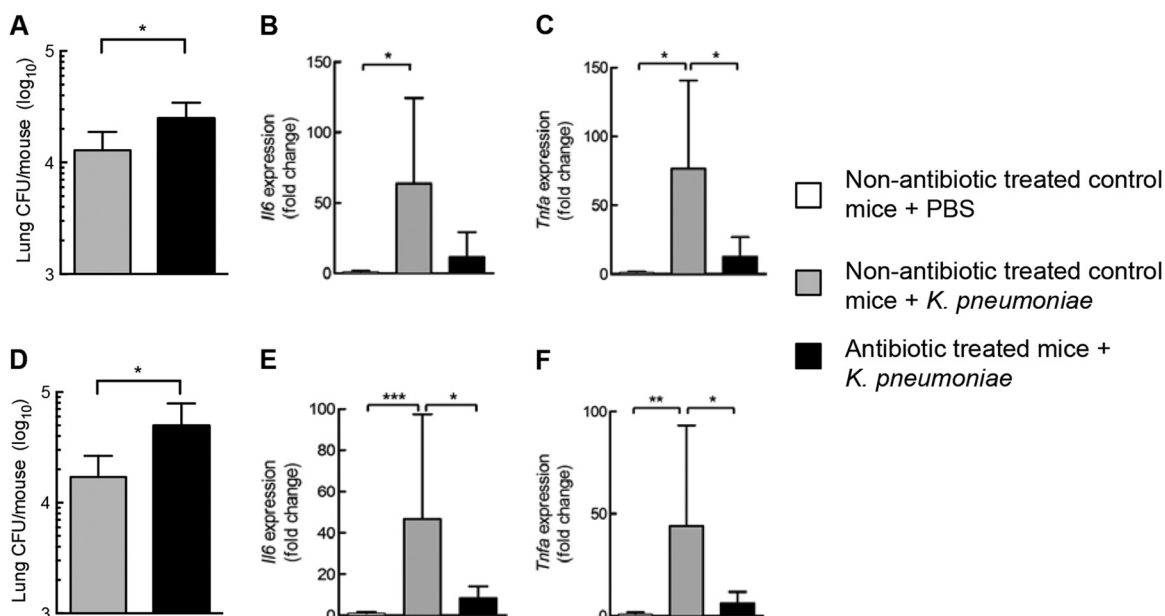 A
Lung CFU/mouse (log10)
5
4
3
*
B
Il6 expression
(fold change)
150
100
50
0
*
C
Tnfa expression
(fold change)
150
100
50
0
*
*
Non-antibiotic treated control
mice + PBS
Non-antibiotic treated control
mice + K. pneumoniae
Antibiotic treated mice +
K. pneumoniae
D
Lung CFU/mouse (log10)
5
4
3
*
E
Il6 expression
(fold change)
100
80
60
40
20
0
***
*
F
Tnfa expression
(fold change)
100
50
0
**
*